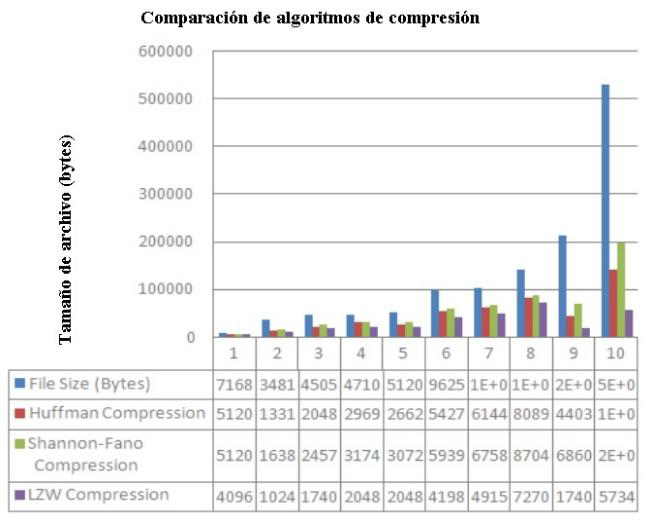 Comparación de algoritmos de compresión
Tamaño de archivo (bytes)
600000
500000
400000
300000
200000
100000
0
1 2 3 4 5 6 7 8 9 10
File Size (Bytes) 7168 3481 4505 4710 5120 9625 1E+0 1E+0 2E+0 5E+0
Huffman Compression 5120 1331 2048 2969 2662 5427 6144 8089 4403 1E+0
Shannon-Fano
Compression 5120 1638 2457 3174 3072 5939 6758 8704 6860 2E+0
LZW Compression 4096 1024 1740 2048 2048 4198 4915 7270 1740 5734